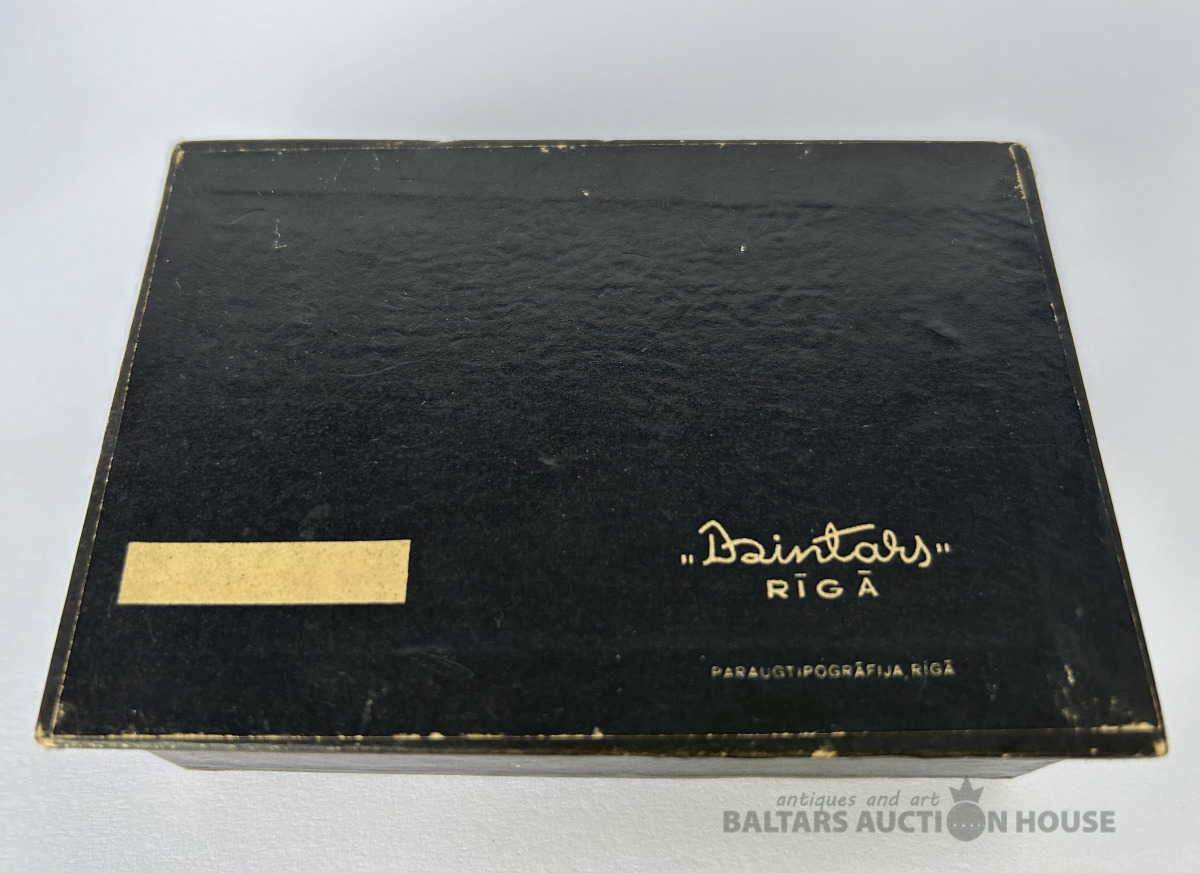 „Dzintars"
RĪGĀ
PARAUGTIPOGRĀFIJA, RĪGĀ
antiques and art
BALTARS AUCTION HOUSE